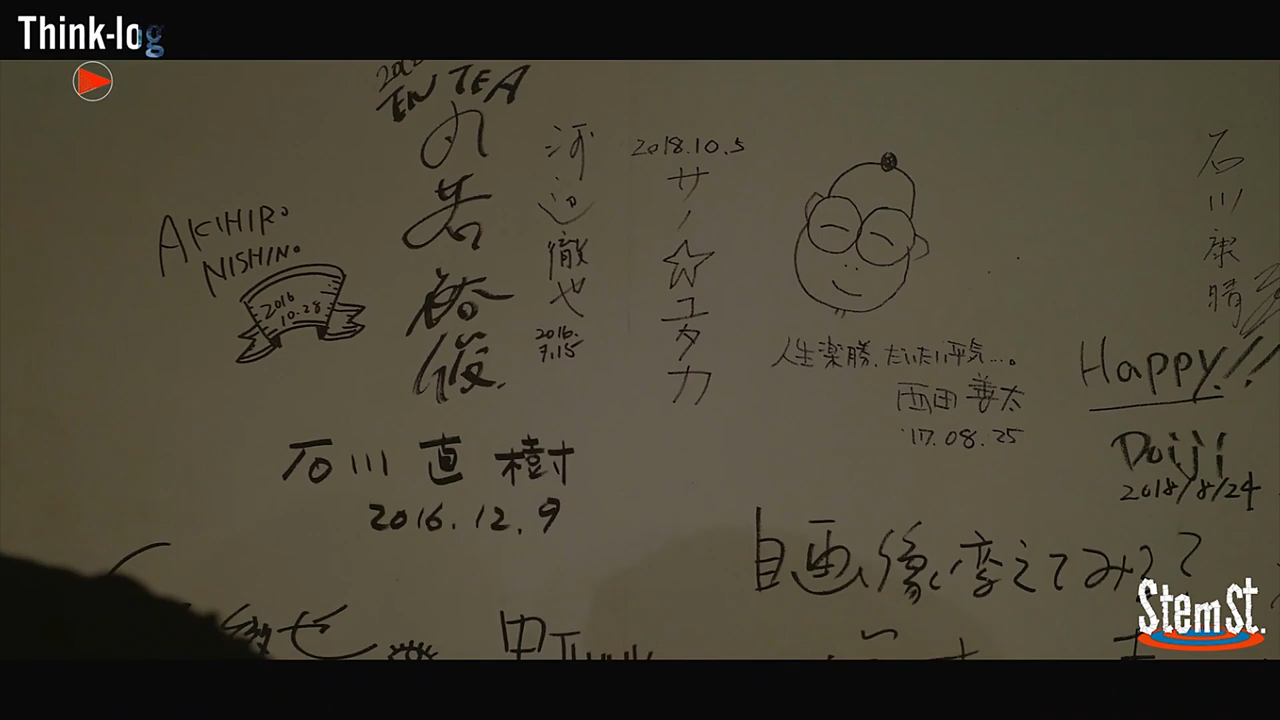 Think-log
EN TEA
丸若裕俊
河辺徹也
2016.
7.15
2018.10.5
サノ☆ユタカ
AKIHIRO
NISHINO
2016
10.28
人生楽勝、だいたい平気…。
西田善太
'17.08.25
石川康晴
Happy!!
Doiji
2018/8/24
石川直樹
2016.12.9
自画像変えてみて?
StemSt.